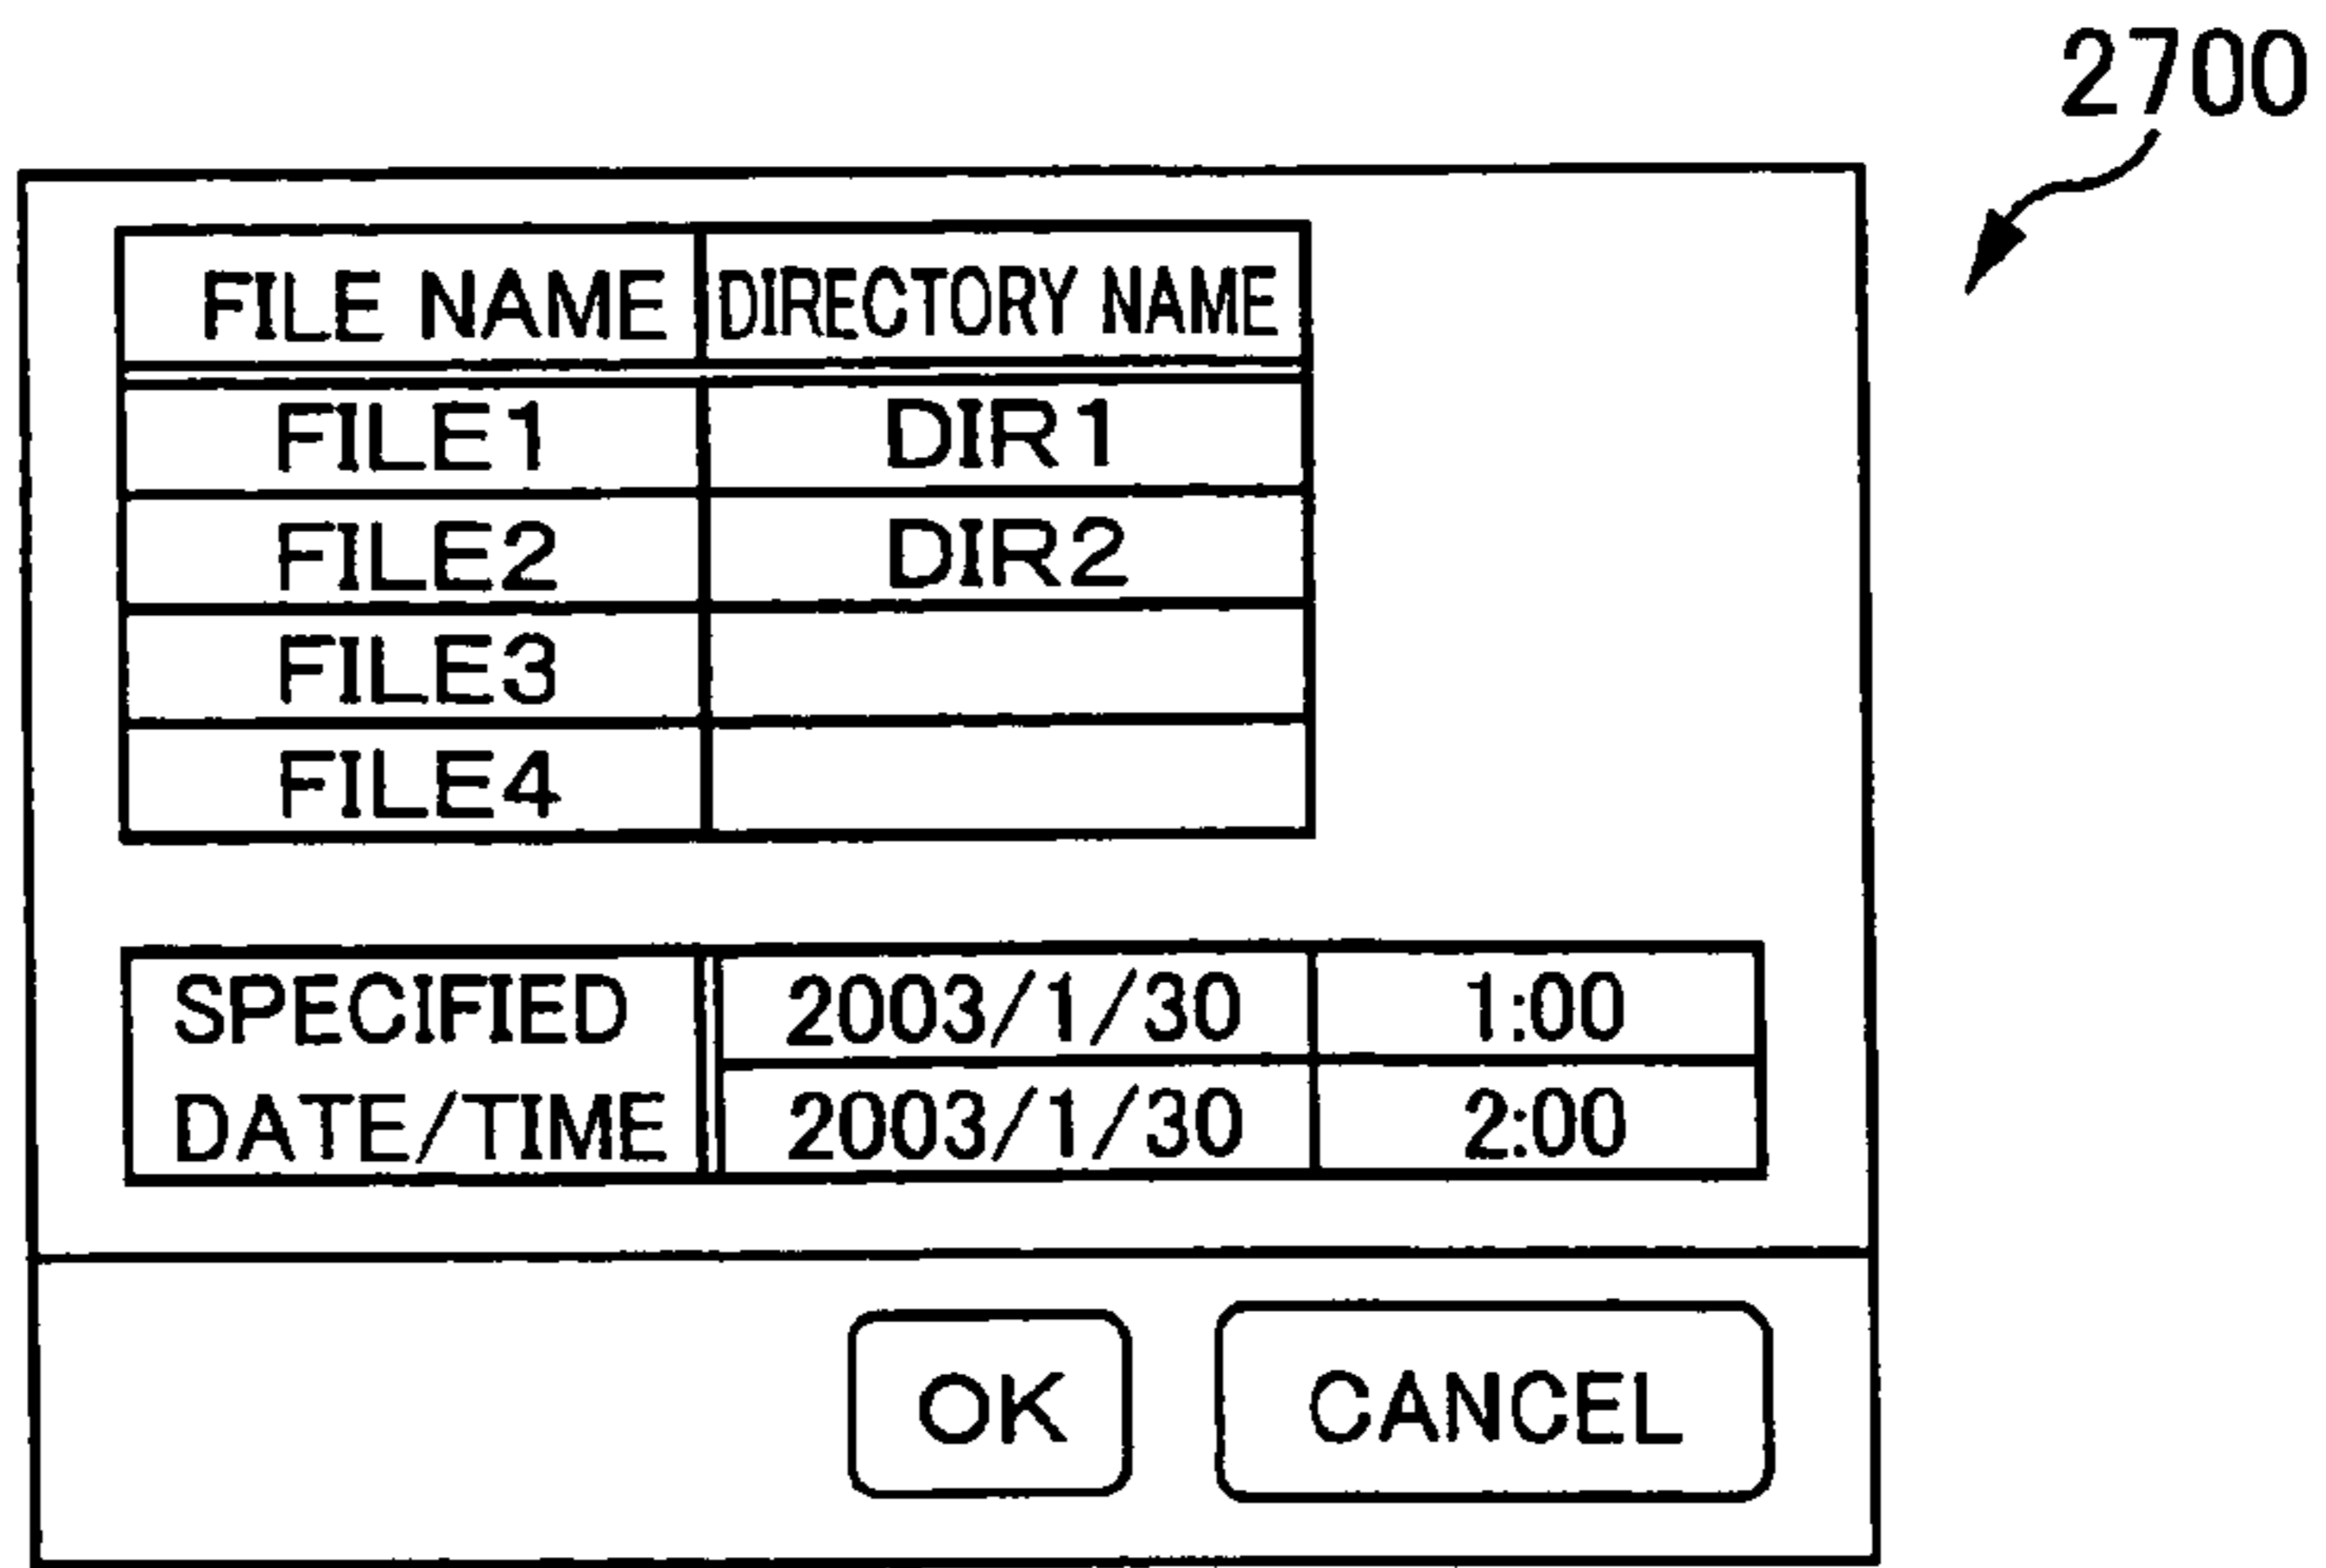 2700
FILE NAME DIRECTORY NAME
FILE1 DIR1
FILE2 DIR2
FILE3
FILE4
SPECIFIED 2003/1/30 1:00
DATE/TIME 2003/1/30 2:00
OK CANCEL